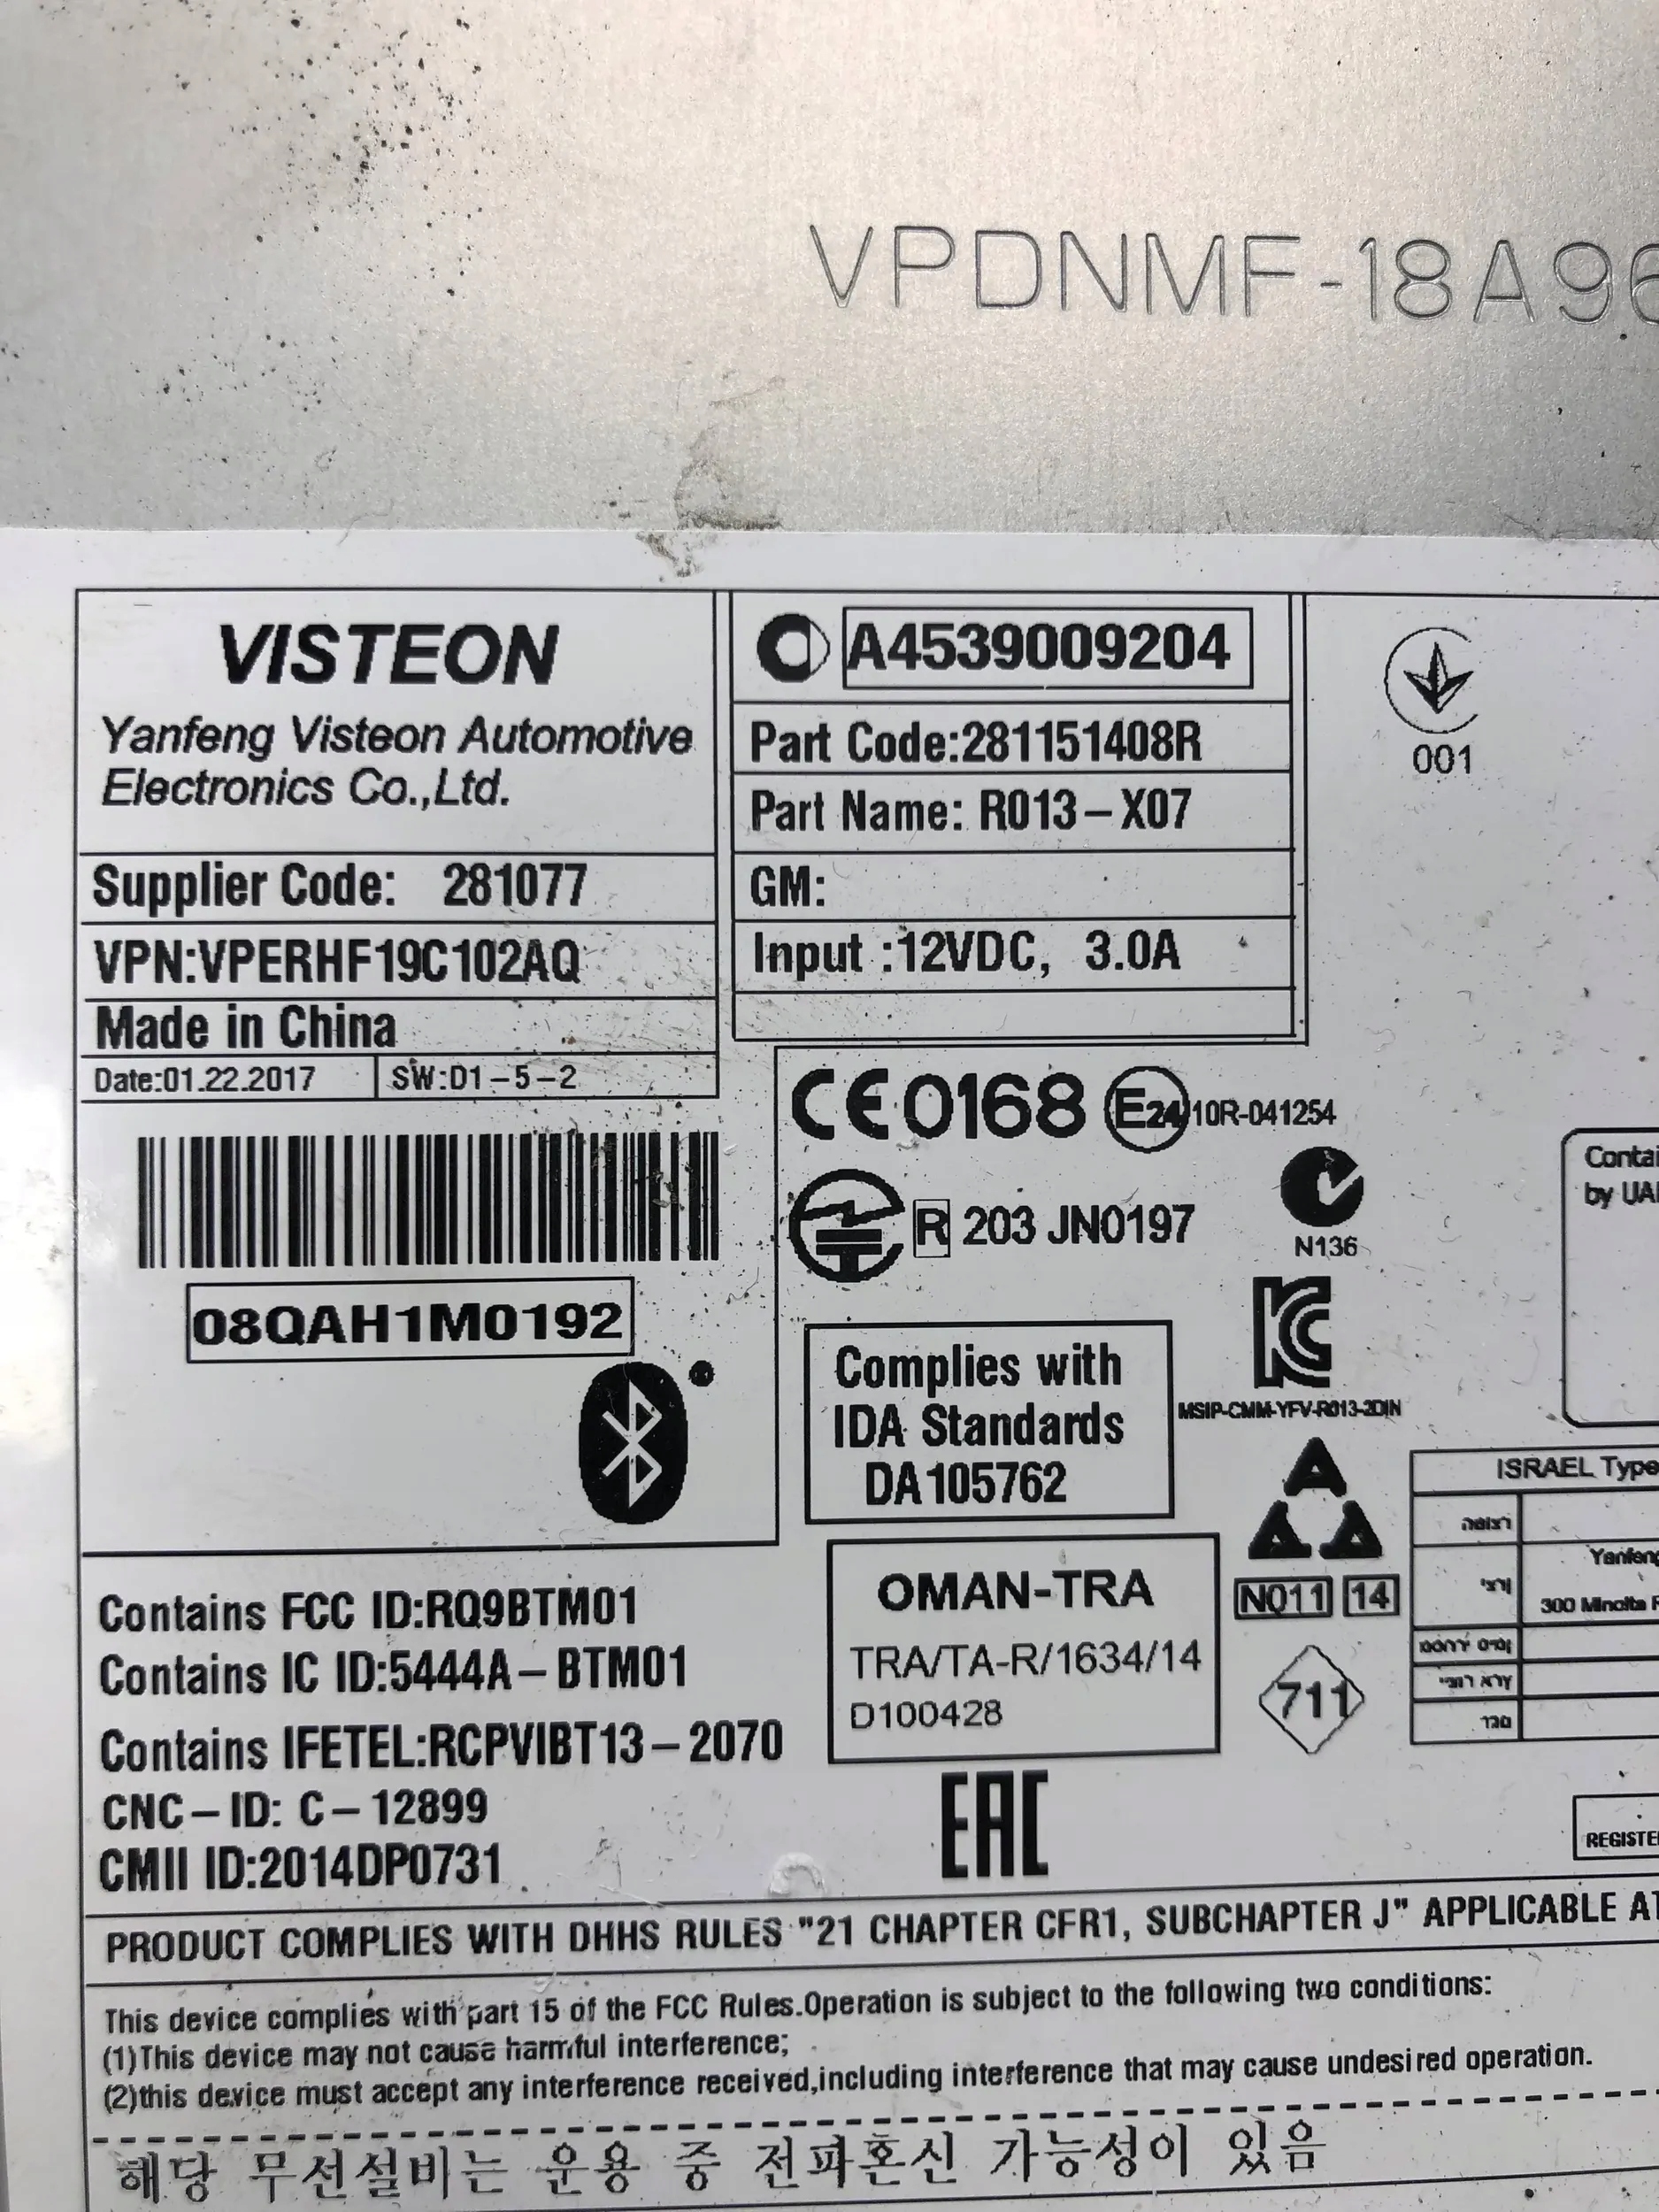 VPDNMF-18A96
VISTEON
Yanfeng Visteon Automotive
Electronics Co.,Ltd.
Supplier Code: 281077
VPN:VPERHF19C102AQ
Made in China
Date:01.22.2017 SW:D1-5-2
08QAH1M0192
A4539009204
Part Code:281151408R
Part Name: R013-X07
GM:
Input :12VDC, 3.0A
001
CE0168 E24 10R-041254
R 203 JN0197
N136
Contai
by UAE
Complies with
IDA Standards
DA105762
MSIP-CMM-YFV-R013-2DIN
N011 14
711
OMAN-TRA
TRA/TA-R/1634/14
D100428
EAC
ISRAEL Type
Yanfeng
300 Minolta
REGISTE
Contains FCC ID:RQ9BTM01
Contains IC ID:5444A-BTM01
Contains IFETEL:RCPVIBT13-2070
CNC-ID: C-12899
CMII ID:2014DP0731
PRODUCT COMPLIES WITH DHHS RULES "21 CHAPTER CFR1, SUBCHAPTER J" APPLICABLE AT
This device complies with part 15 of the FCC Rules.Operation is subject to the following two conditions:
(1)This device may not cause harmful interference;
(2)this device must accept any interference received,including interference that may cause undesired operation.
해당 무선설비는 운용 중 전파혼신 가능성이 있음